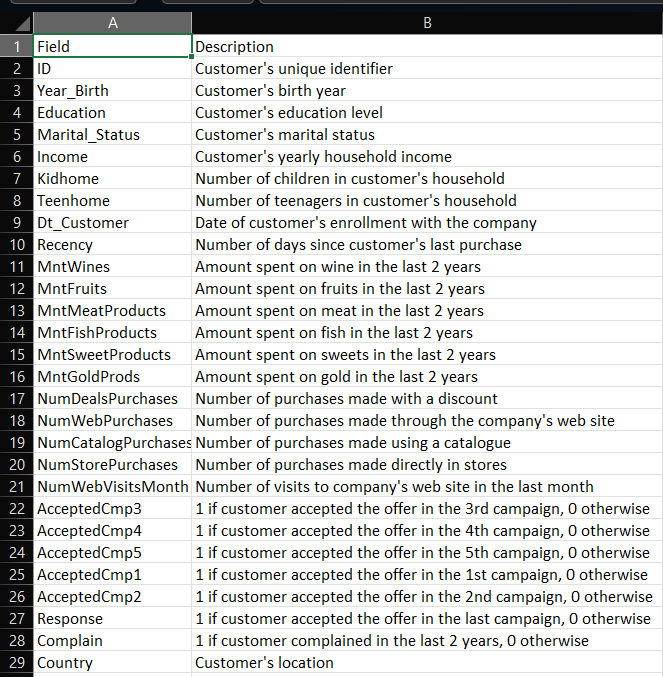 A B
1 Field Description
2 ID Customer's unique identifier
3 Year_Birth Customer's birth year
4 Education Customer's education level
5 Marital_Status Customer's marital status
6 Income Customer's yearly household income
7 Kidhome Number of children in customer's household
8 Teenhome Number of teenagers in customer's household
9 Dt_Customer Date of customer's enrollment with the company
10 Recency Number of days since customer's last purchase
11 MntWines Amount spent on wine in the last 2 years
12 MntFruits Amount spent on fruits in the last 2 years
13 MntMeatProducts Amount spent on meat in the last 2 years
14 MntFishProducts Amount spent on fish in the last 2 years
15 MntSweetProducts Amount spent on sweets in the last 2 years
16 MntGoldProds Amount spent on gold in the last 2 years
17 NumDealsPurchases Number of purchases made with a discount
18 NumWebPurchases Number of purchases made through the company's web site
19 NumCatalogPurchases Number of purchases made using a catalogue
20 NumStorePurchases Number of purchases made directly in stores
21 NumWebVisitsMonth Number of visits to company's web site in the last month
22 AcceptedCmp3 1 if customer accepted the offer in the 3rd campaign, 0 otherwise
23 AcceptedCmp4 1 if customer accepted the offer in the 4th campaign, 0 otherwise
24 AcceptedCmp5 1 if customer accepted the offer in the 5th campaign, 0 otherwise
25 AcceptedCmp1 1 if customer accepted the offer in the 1st campaign, 0 otherwise
26 AcceptedCmp2 1 if customer accepted the offer in the 2nd campaign, 0 otherwise
27 Response 1 if customer accepted the offer in the last campaign, 0 otherwise
28 Complain 1 if customer complained in the last 2 years, 0 otherwise
29 Country Customer's location